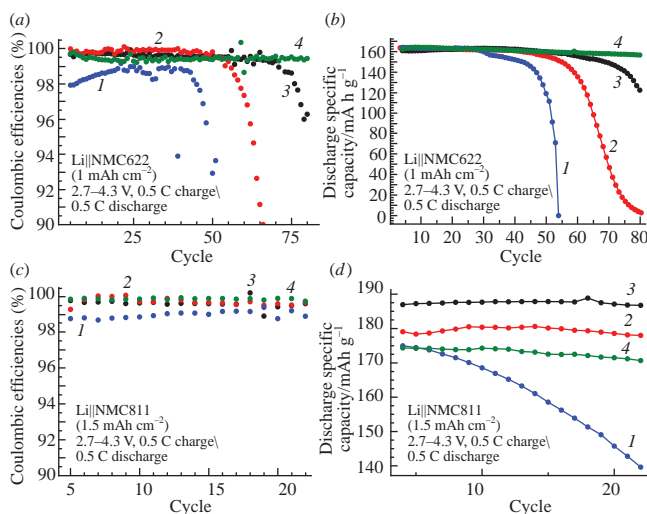 (a)
Coulombic efficiencies (%)
100
98
96
94
92
90
1
2
3
4
Li||NMC622
(1 mAh cm⁻²)
2.7–4.3 V, 0.5 C charge\
0.5 C discharge
25
50
75
Cycle
(b)
Discharge specific
capacity/mA h g⁻¹
160
140
120
100
80
60
40
20
0
4
3
2
1
Li||NMC622
(1 mAh cm⁻²)
2.7–4.3 V, 0.5 C charge\
0.5 C discharge
10
20
30
40
50
60
70
80
Cycle
(c)
Coulombic efficiencies (%)
100
99
98
96
94
92
90
1
2
3
4
Li||NMC811
(1.5 mAh cm⁻²)
2.7–4.3 V, 0.5 C charge\
0.5 C discharge
5
10
15
20
Cycle
(d)
Discharge specific
capacity/mAh g⁻¹
190
180
170
160
150
140
3
2
4
1
Li||NMC811
(1.5 mAh cm⁻²)
2.7–4.3 V, 0.5 C charge\
0.5 C discharge
10
20
Cycle